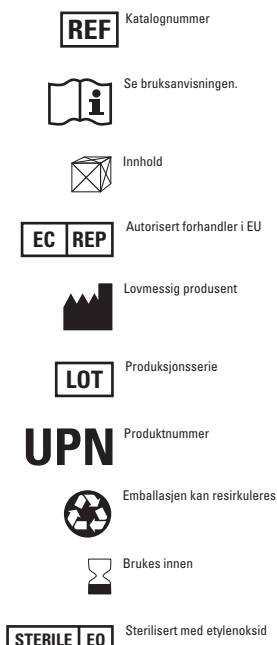 REF Katalognummer
i Se bruksanvisningen.
Innhold
EC REP Autorisert forhandler i EU
Lovmessig produsent
LOT Produksjonsserie
UPN Produktnummer
Emballasjen kan resirkuleres
Brukes innen
STERILE EO Sterilisert med etylenoksid